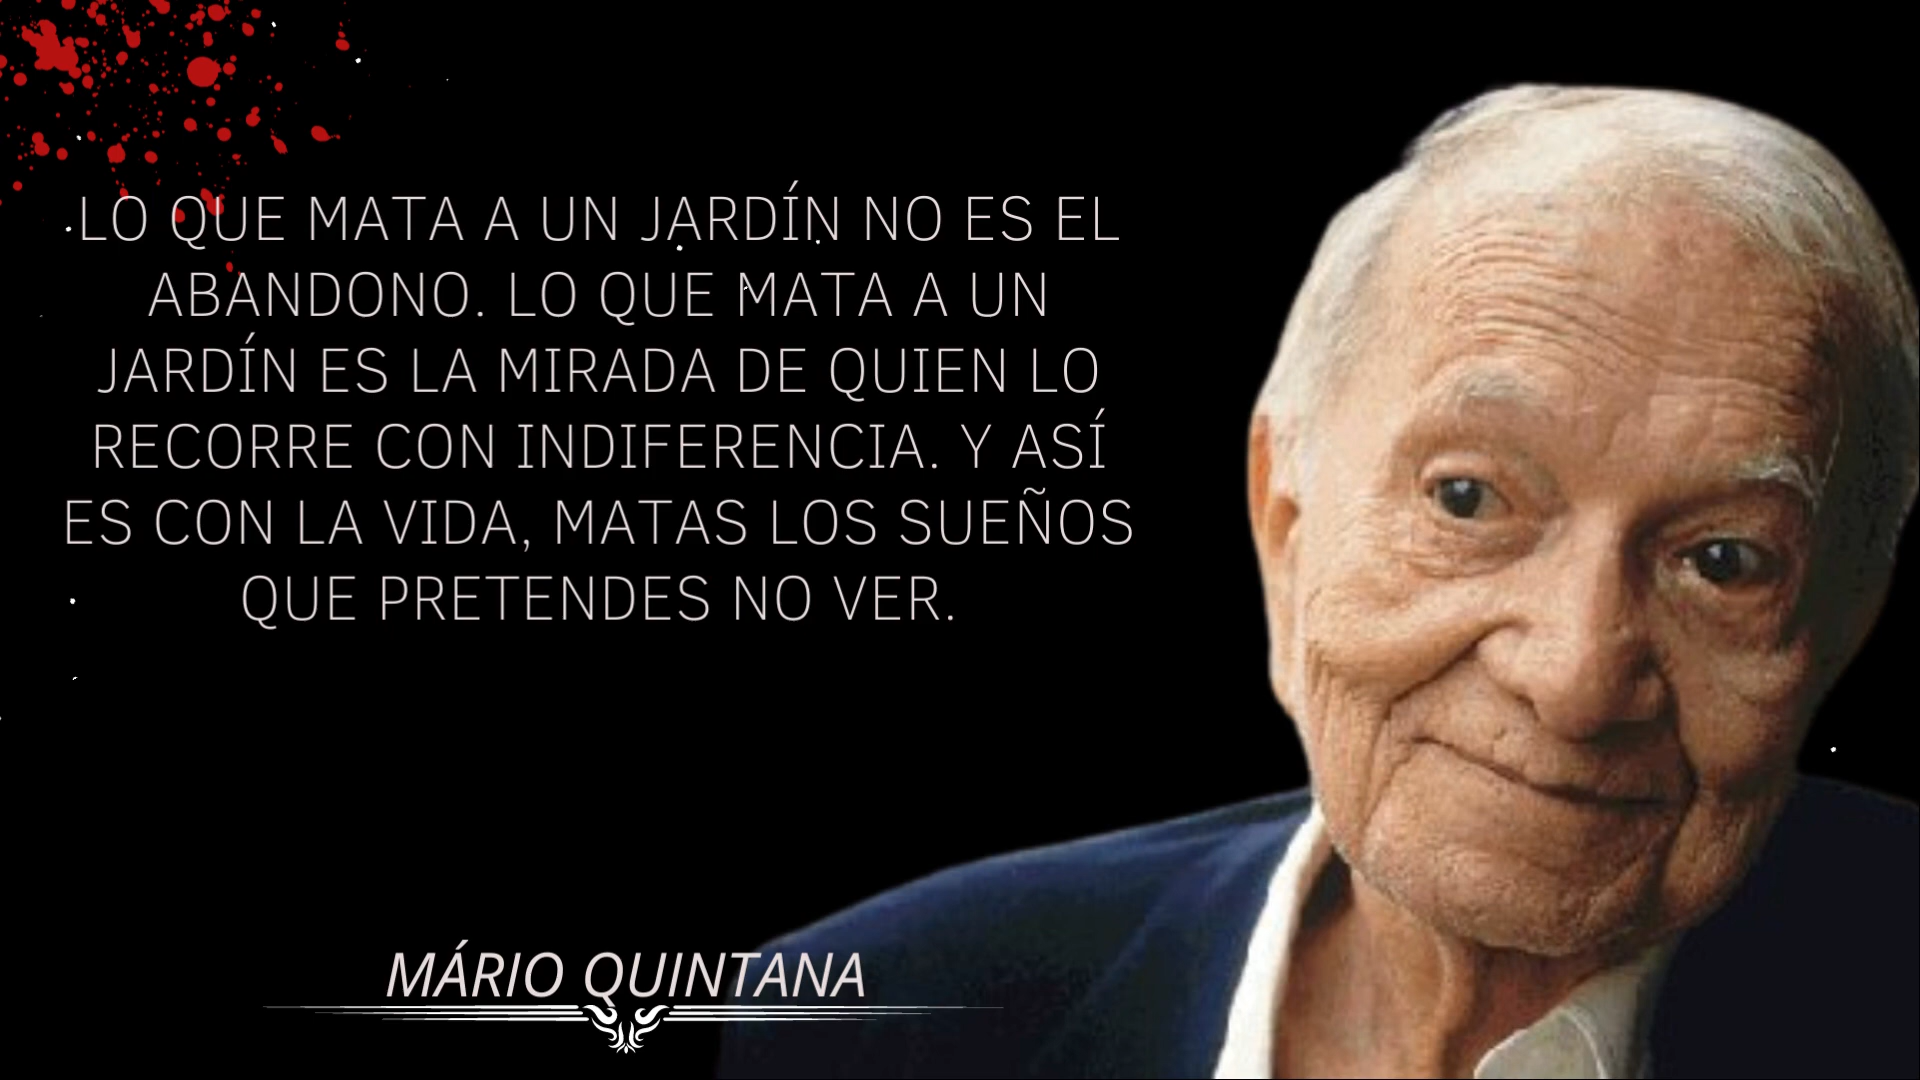 LO QUE MATA A UN JARDÍN NO ES EL
ABANDONO. LO QUE MATA A UN
JARDÍN ES LA MIRADA DE QUIEN LO
RECORRE CON INDIFERENCIA. Y ASÍ
ES CON LA VIDA, MATAS LOS SUEÑOS
QUE PRETENDES NO VER.
MÁRIO QUINTANA